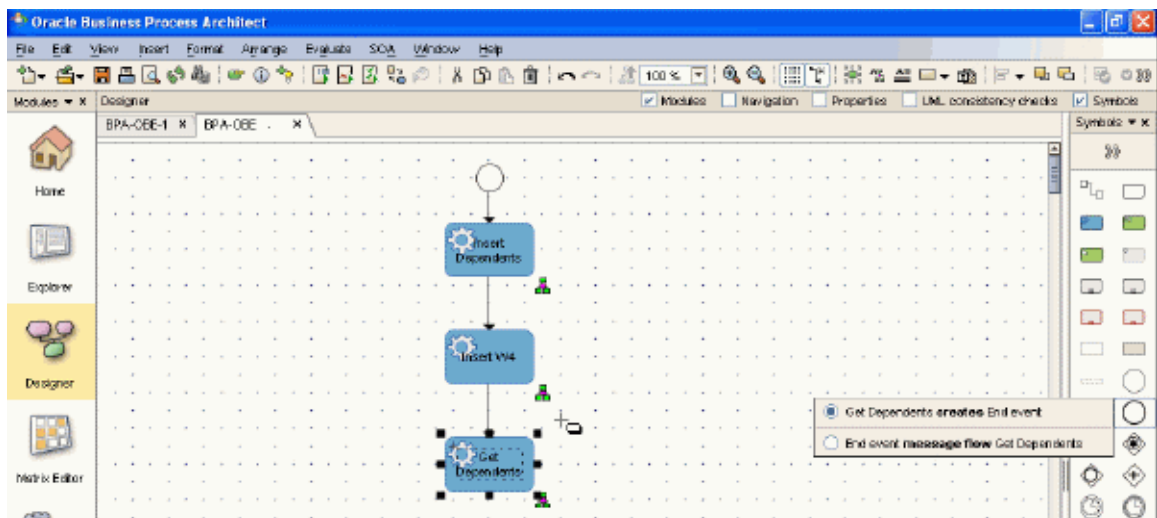 Oracle Business Process Architect
File Edit View Insert Format Arrange Evaluate SOA Window Help
100 %
Modules Designer Modules Navigation Properties UML consistency checks Symbols
BPA-OBE-1 BPA-OBE . Symbols
Home
Insert
Dependents
Explorer
Insert W4
Designer
Get Dependents creates End event
End event message flow Get Dependents
Get
Dependents
Matrix Editor